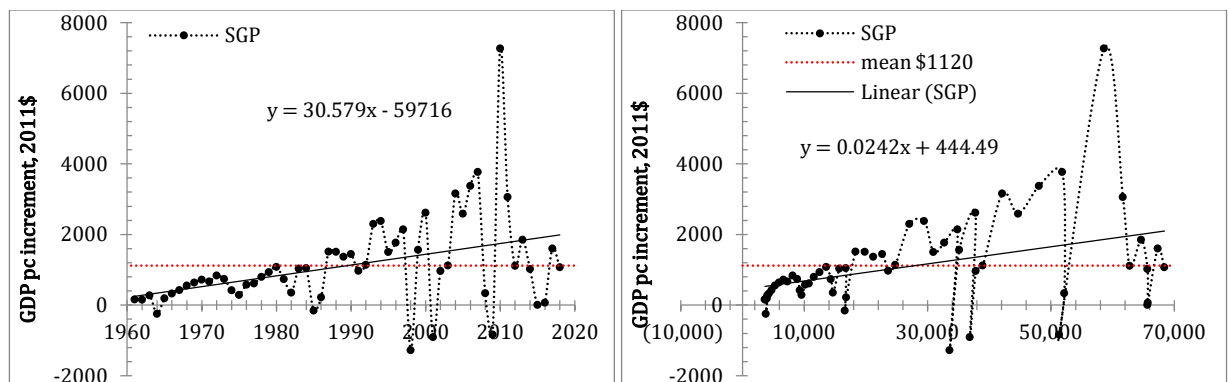 8000
6000
4000
2000
0
-2000
GDP pc increment, 2011$
SGP
y = 30.579x - 59716
1960 1970 1980 1990 2000 2010 2020
8000
6000
4000
2000
0
-2000
GDP pc increment, 2011$
SGP
mean $1120
Linear (SGP)
y = 0.0242x + 444.49
(10,000) 10,000 30,000 50,000 70,000